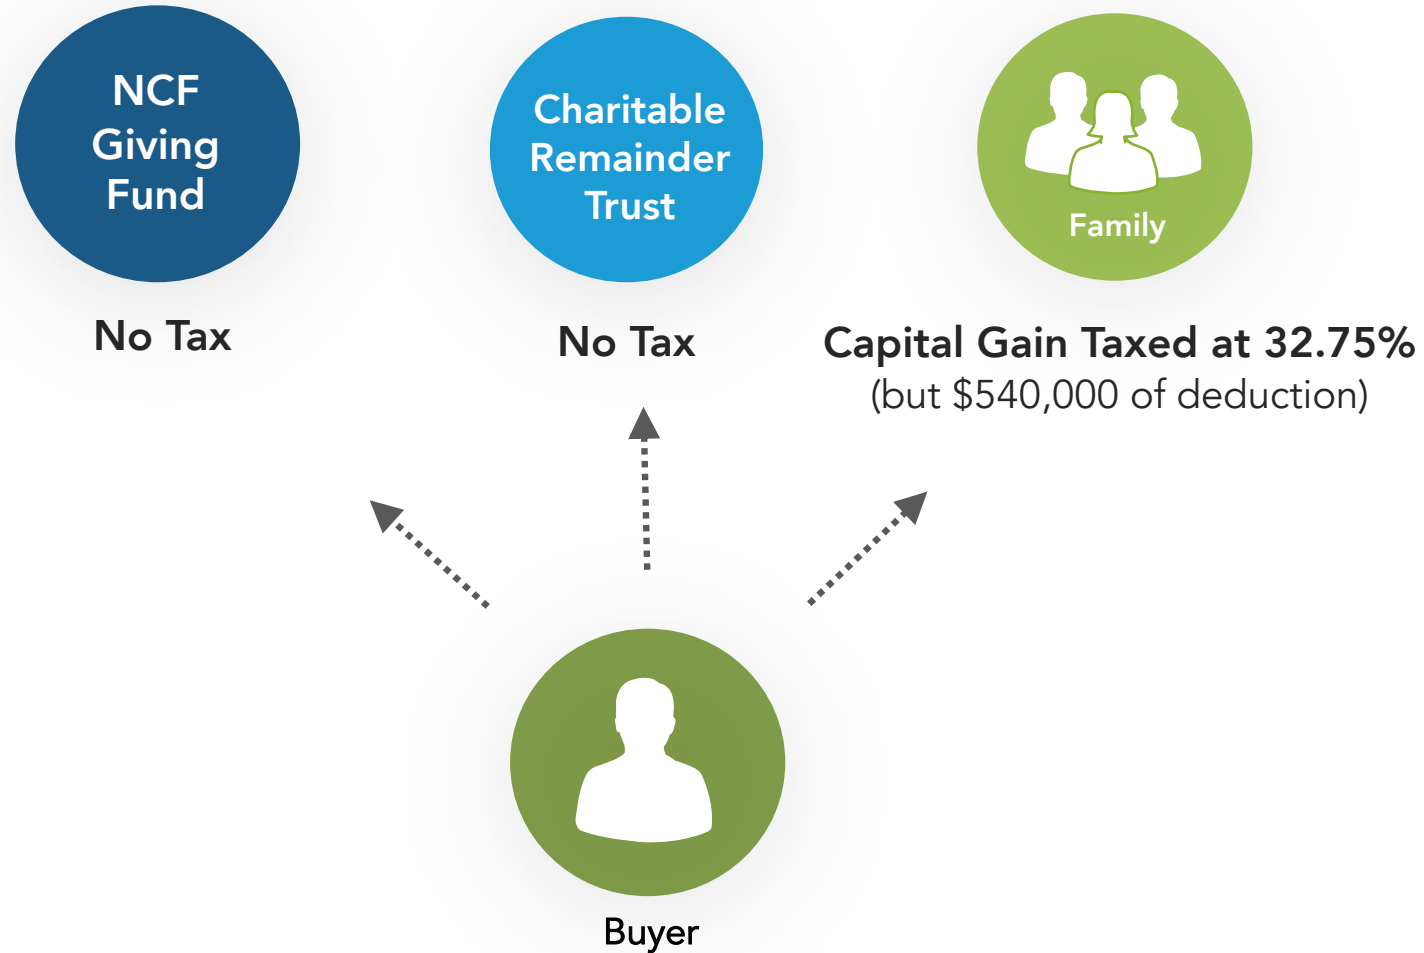 NCF
Giving
Fund
Charitable
Remainder
Trust
Family
No Tax
No Tax
Capital Gain Taxed at 32.75%
(but $540,000 of deduction)
Buyer